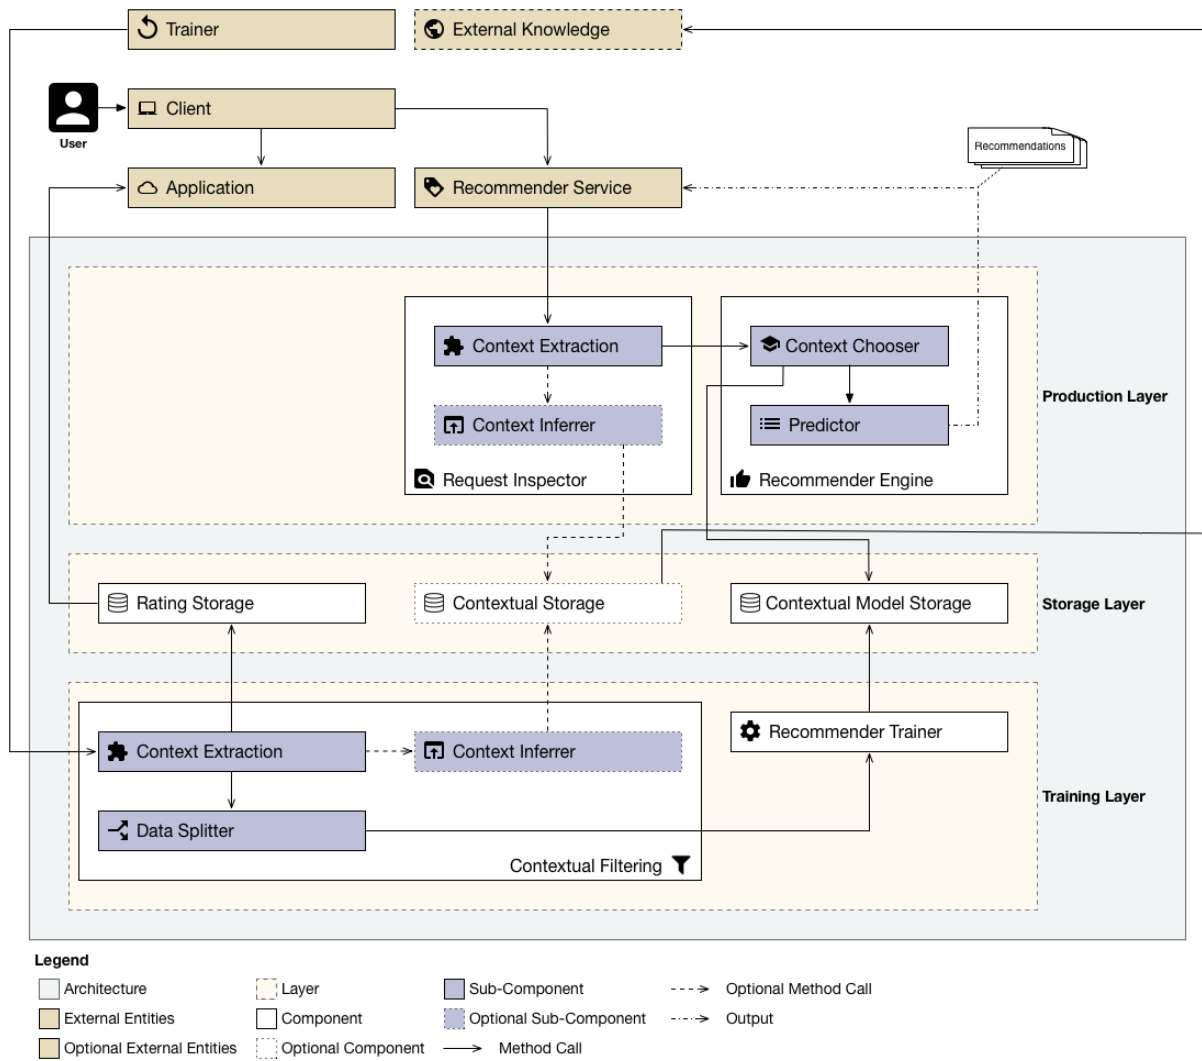 Trainer
External Knowledge
Client
User
Recommendations
Application
Recommender Service
Context Extraction
Context Chooser
Production Layer
Context Inferrer
Predictor
Request Inspector
Recommender Engine
Rating Storage
Contextual Storage
Contextual Model Storage
Storage Layer
Recommender Trainer
Context Extraction
Context Inferrer
Training Layer
Data Splitter
Contextual Filtering
Legend
Architecture
Layer
Sub-Component
Optional Method Call
External Entities
Component
Optional Sub-Component
Output
Optional External Entities
Optional Component
Method Call